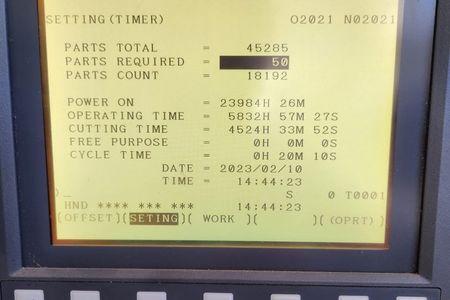 SETTING(TIMER) O2021 N02021
PARTS TOTAL = 45285
PARTS REQUIRED = 50
PARTS COUNT = 18192
POWER ON = 23984H 26M
OPERATING TIME = 5832H 57M 27S
CUTTING TIME = 4524H 33M 52S
FREE PURPOSE = 0H 0M 0S
CYCLE TIME = 0H 20M 10S
DATE = 2023/02/10
TIME = 14:44:23
)_ S 0 T0001
HND **** *** *** 14:44:23
(OFFSET)(SETING)( WORK )( )(OPRT)